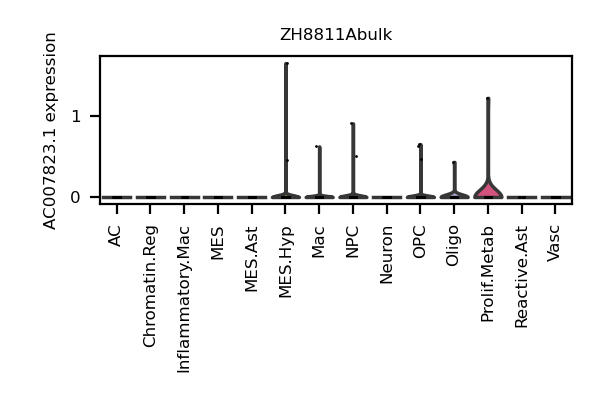 ZH8811Abulk
AC007823.1 expression
1
0
AC
Chromatin.Reg
Inflammatory.Mac
MES
MES.Ast
MES.Hyp
Mac
NPC
Neuron
OPC
Oligo
Prolif.Metab
Reactive.Ast
Vasc